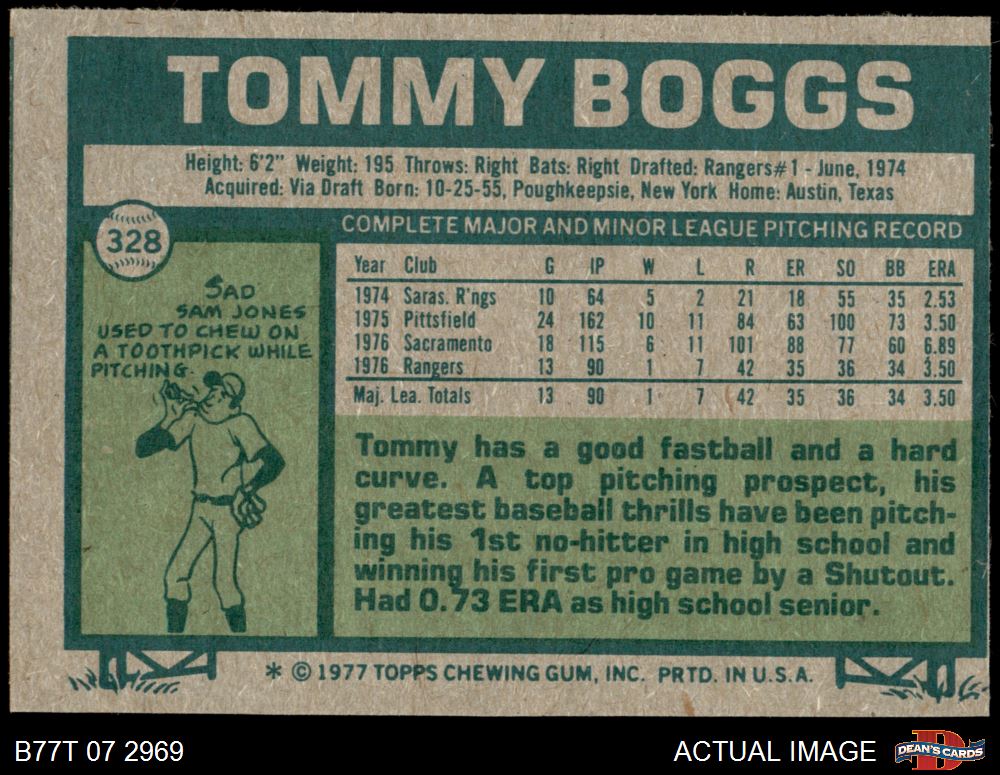 TOMMY BOGGS
Height: 6'2" Weight: 195 Throws: Right Bats: Right Drafted: Rangers#1 - June, 1974
Acquired: Via Draft Born: 10-25-55, Poughkeepsie, New York Home: Austin, Texas
328
COMPLETE MAJOR AND MINOR LEAGUE PITCHING RECORD
Year Club G IP W L R ER SO BB ERA
1974 Saras. R'ngs 10 64 5 2 21 18 55 35 2.53
1975 Pittsfield 24 162 10 11 84 63 100 73 3.50
1976 Sacramento 18 115 6 11 101 88 77 60 6.89
1976 Rangers 13 90 1 7 42 35 36 34 3.50
Maj. Lea. Totals 13 90 1 7 42 35 36 34 3.50
SAD
SAM JONES
USED TO CHEW ON
A TOOTHPICK WHILE
PITCHING.
Tommy has a good fastball and a hard
curve. A top pitching prospect, his
greatest baseball thrills have been pitch-
ing his 1st no-hitter in high school and
winning his first pro game by a Shutout.
Had 0.73 ERA as high school senior.
* © 1977 TOPPS CHEWING GUM, INC. PRTD. IN U.S.A.
B77T 07 2969
ACTUAL IMAGE
D
DEAN'S CARDS